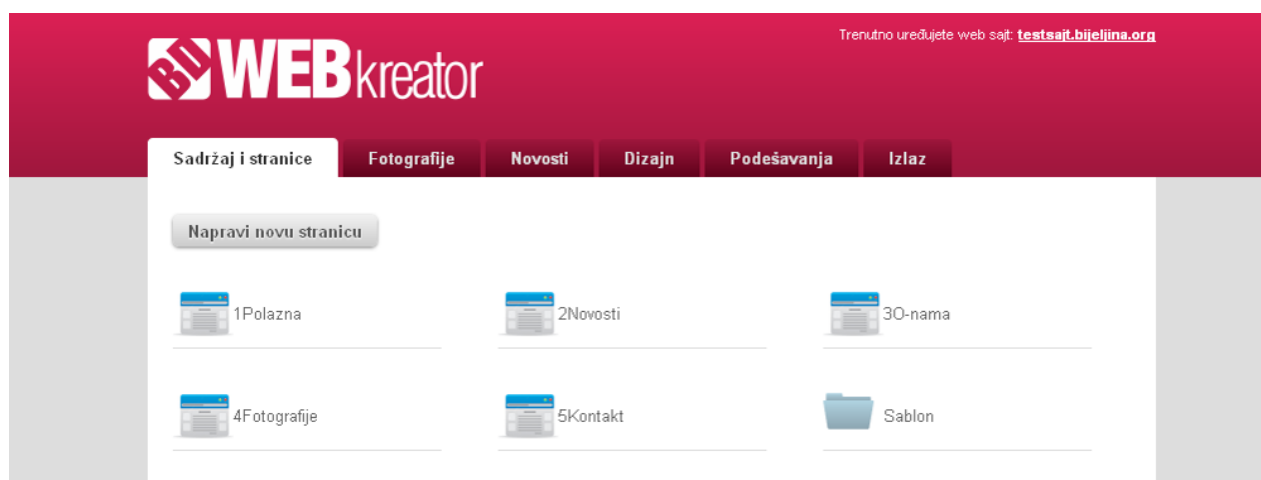 Trenutno uređujete web sajt: testsajt.bijeljina.org
BN WEBkreator
Sadržaj i stranice Fotografije Novosti Dizajn Podešavanja Izlaz
Napravi novu stranicu
1Polazna 2Novosti 3O-nama
4Fotografije 5Kontakt Sablon